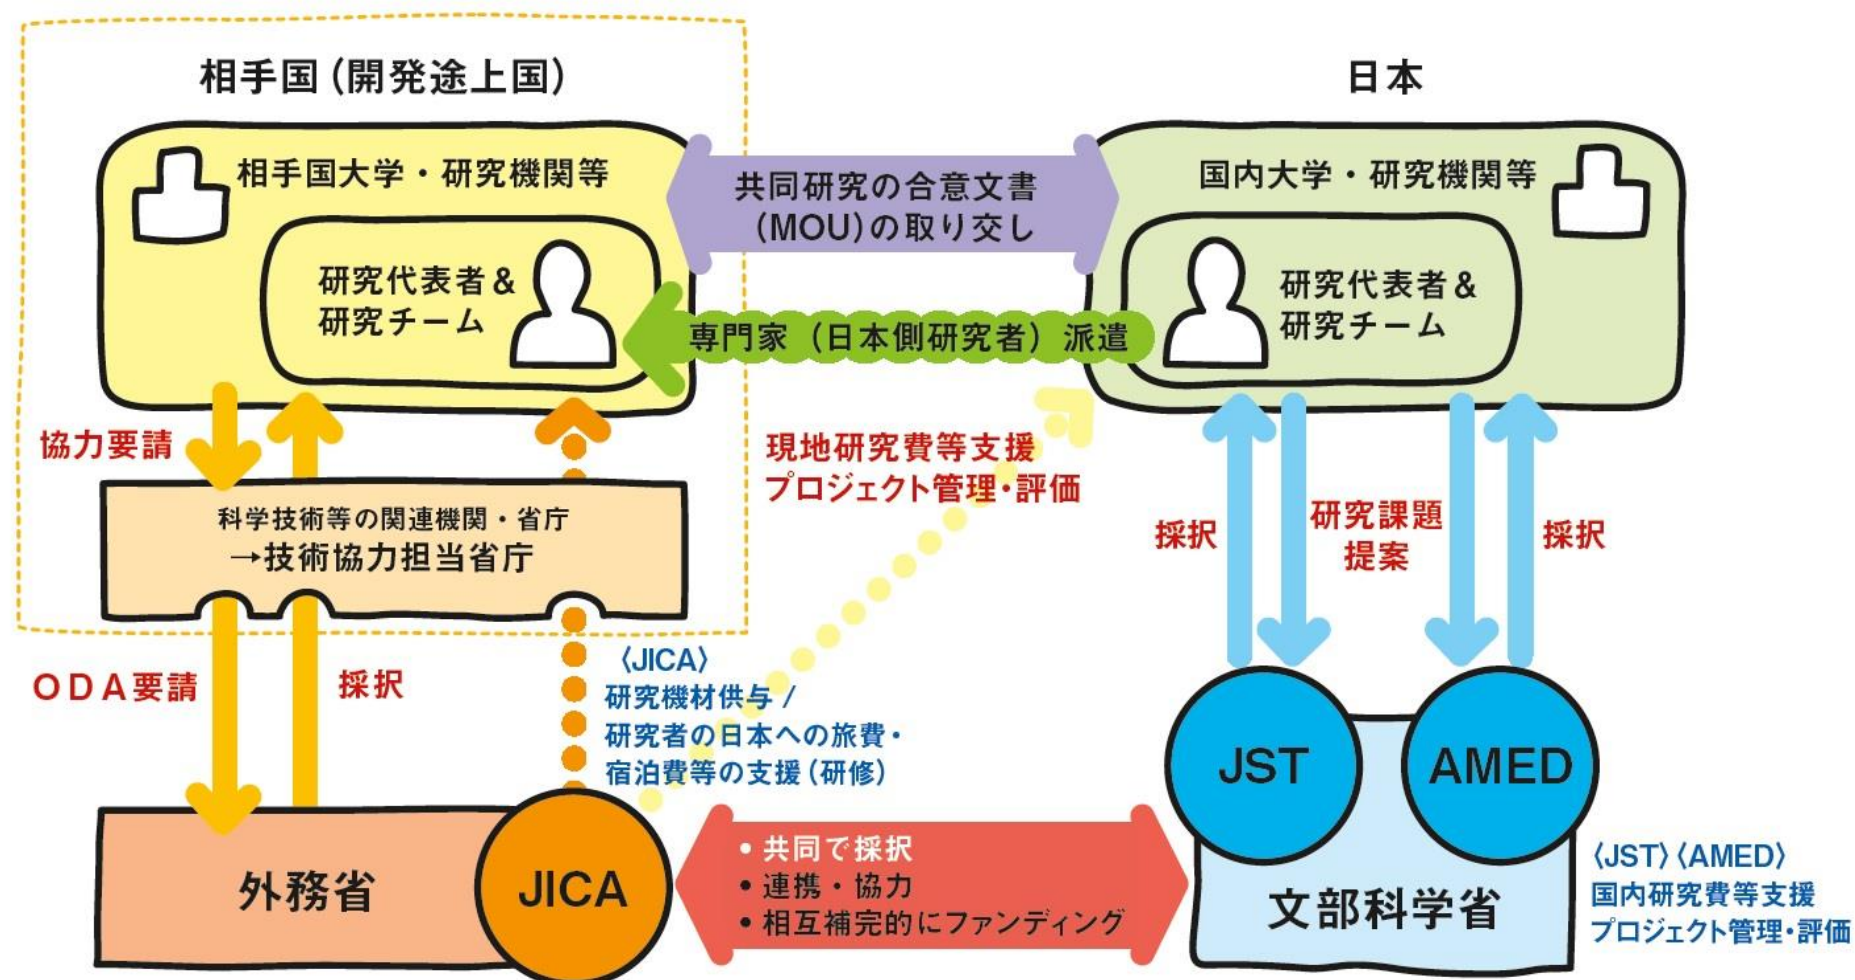 相手国(開発途上国)
日本
相手国大学・研究機関等
研究代表者&
研究チーム
共同研究の合意文書
(MOU)の取り交し
国内大学・研究機関等
研究代表者&
研究チーム
専門家(日本側研究者)派遣
協力要請
現地研究費等支援
プロジェクト管理・評価
科学技術等の関連機関・省庁
→技術協力担当省庁
採択
研究課題
提案
採択
ODA要請
採択
〈JICA〉
研究機材供与 /
研究者の日本への旅費・
宿泊費等の支援(研修)
外務省
JICA
• 共同で採択
• 連携・協力
• 相互補完的にファンディング
JST
AMED
文部科学省
〈JST〉〈AMED〉
国内研究費等支援
プロジェクト管理・評価